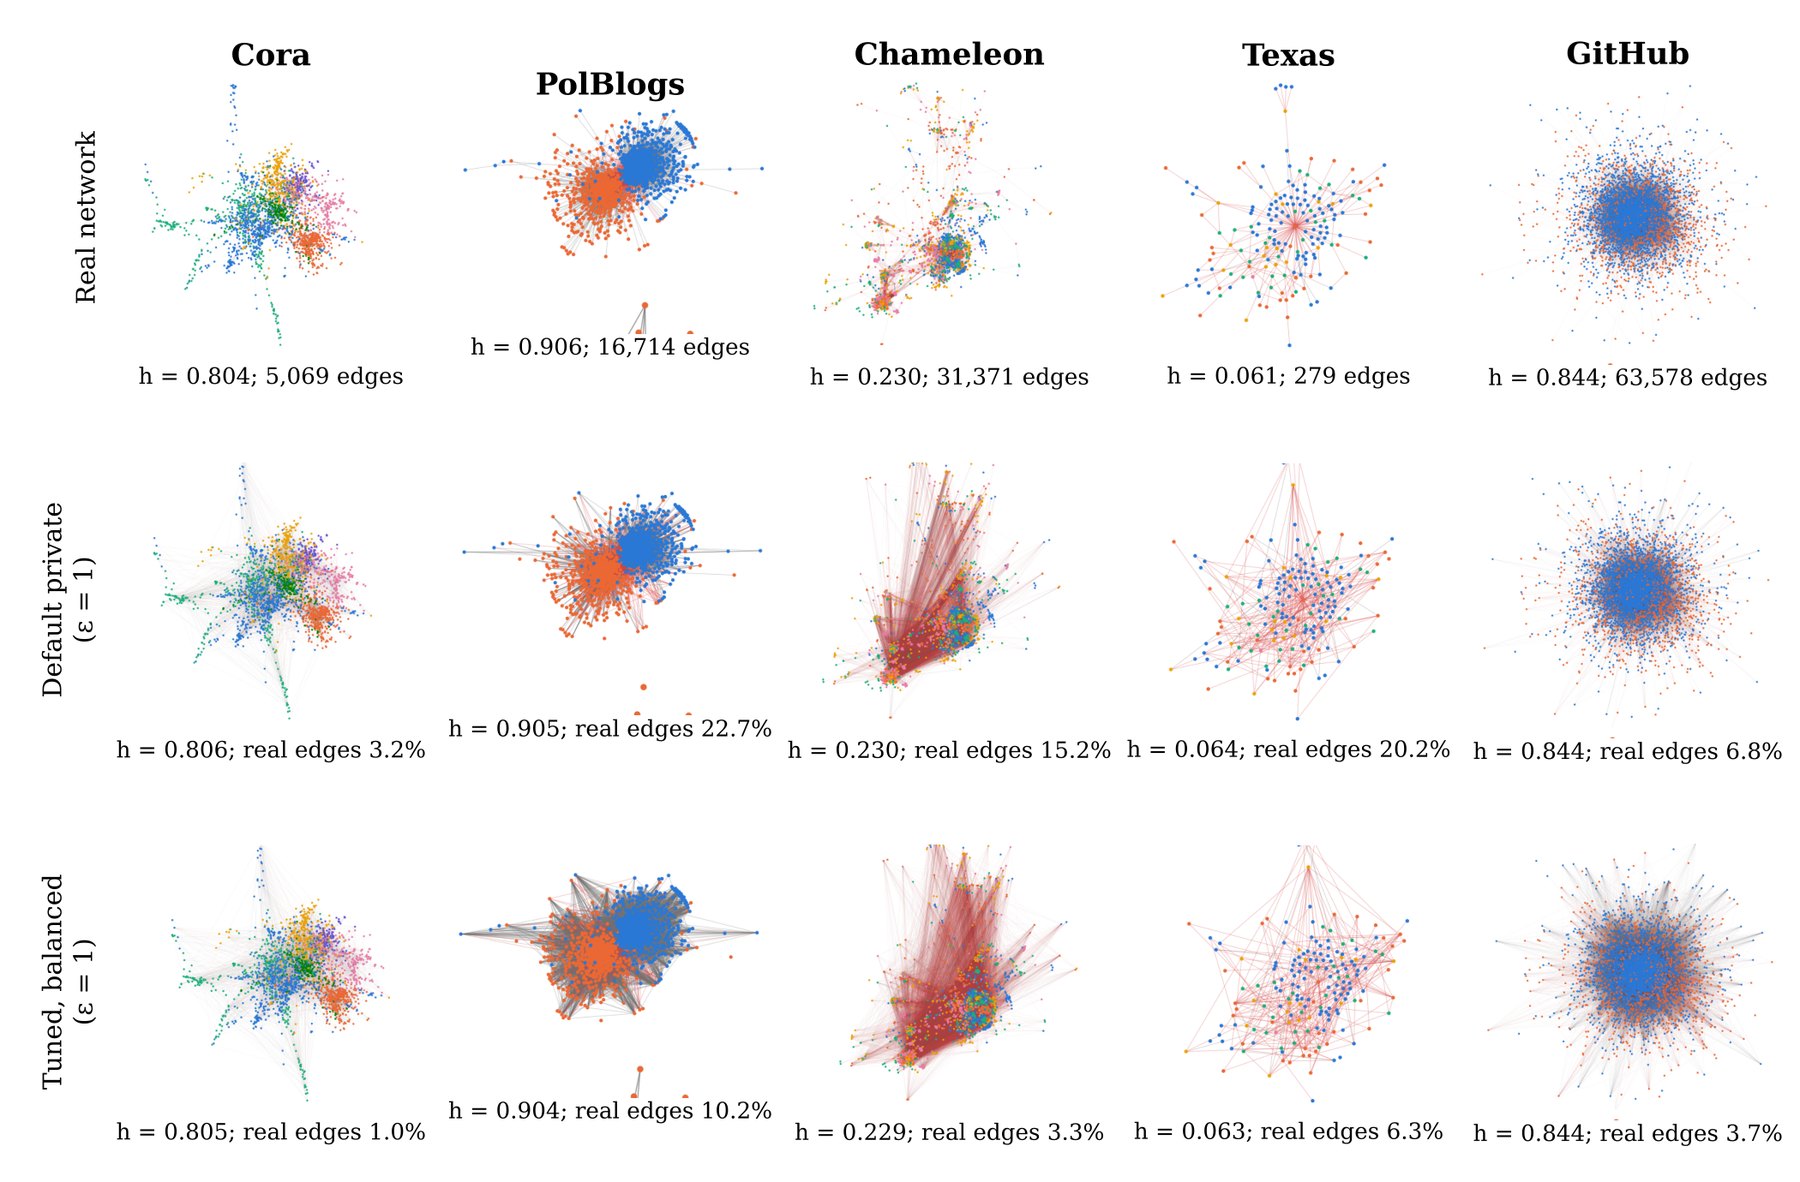 Cora
PolBlogs
Chameleon
Texas
GitHub
Real network
h = 0.804; 5,069 edges
h = 0.906; 16,714 edges
h = 0.230; 31,371 edges
h = 0.061; 279 edges
h = 0.844; 63,578 edges
Default private
(ε = 1)
h = 0.806; real edges 3.2%
h = 0.905; real edges 22.7%
h = 0.230; real edges 15.2%
h = 0.064; real edges 20.2%
h = 0.844; real edges 6.8%
Tuned, balanced
(ε = 1)
h = 0.805; real edges 1.0%
h = 0.904; real edges 10.2%
h = 0.229; real edges 3.3%
h = 0.063; real edges 6.3%
h = 0.844; real edges 3.7%